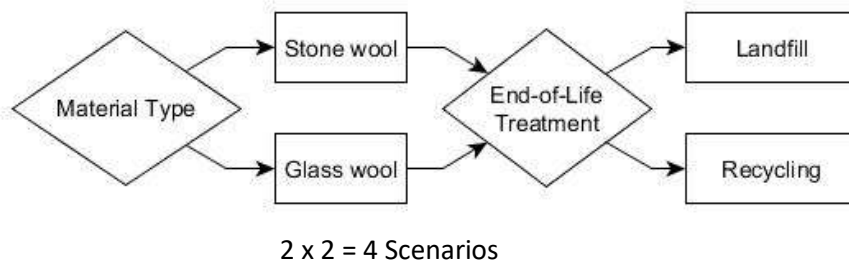 Material Type
Stone wool
Glass wool
End-of-Life
Treatment
Landfill
Recycling
2 x 2 = 4 Scenarios